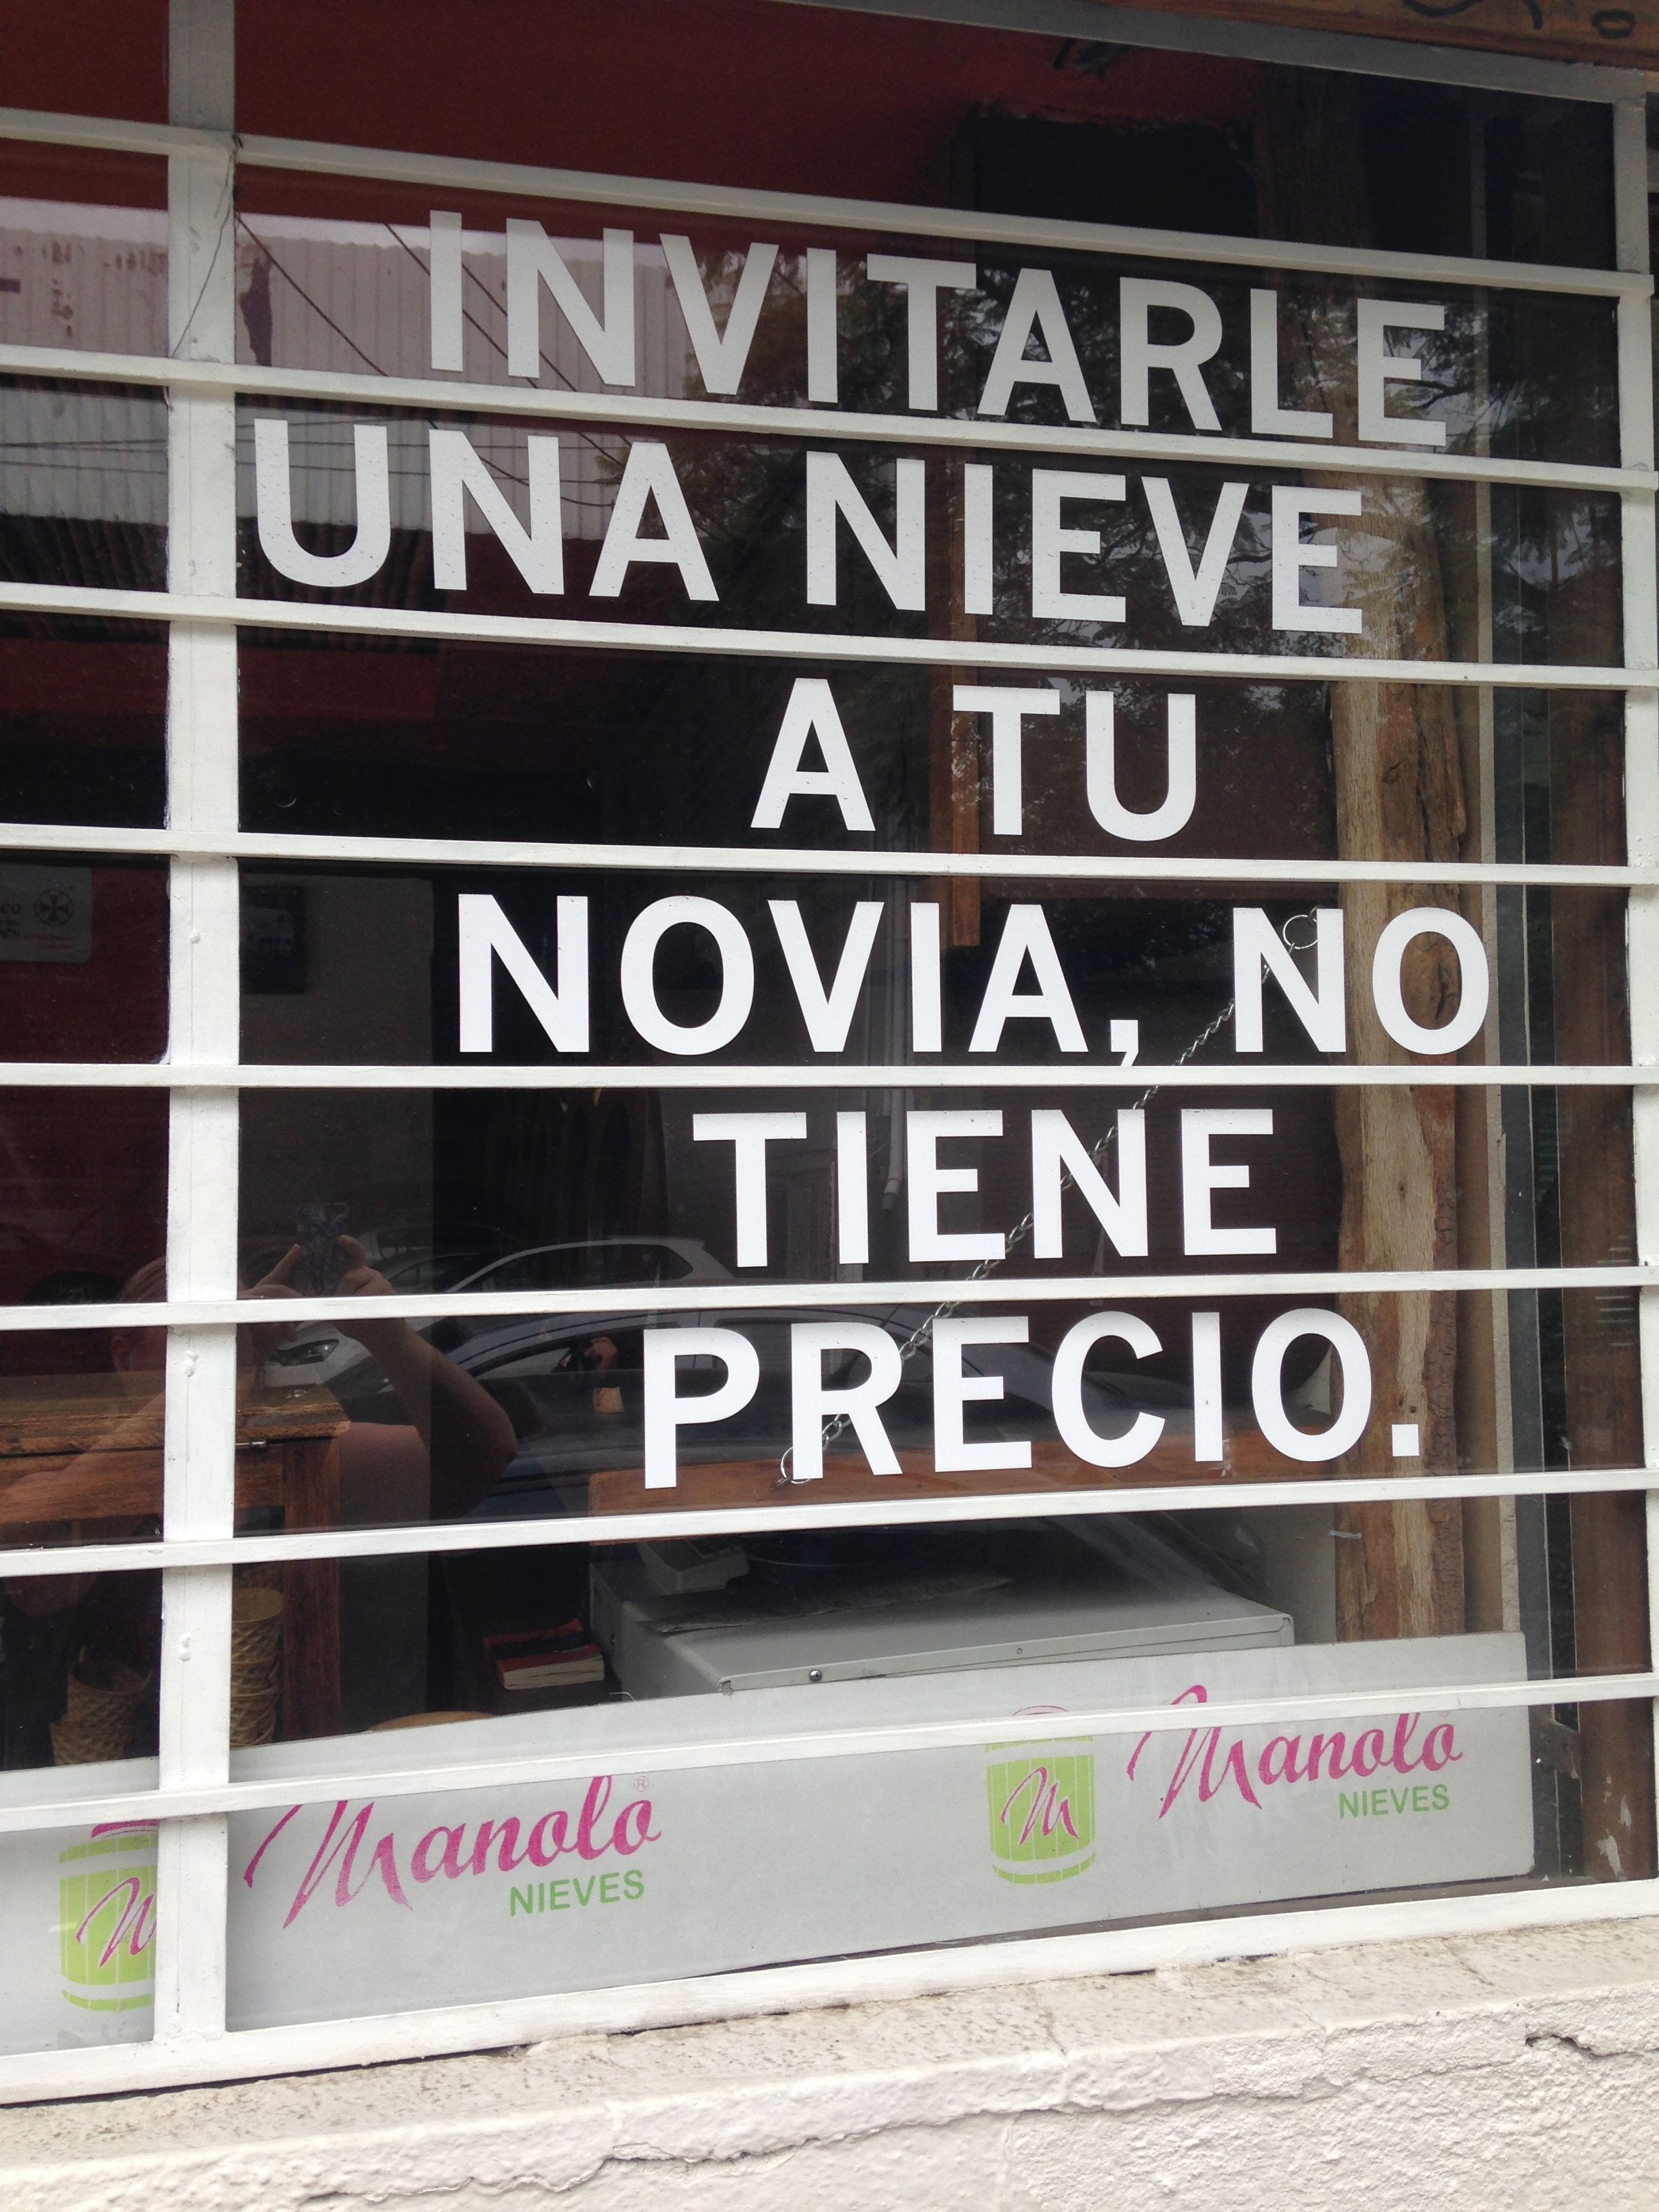 INVITARLE
UNA NIEVE
A TU
NOVIA, NO
TIENE
PRECIO.
Manolo®
NIEVES
M
Manolo
NIEVES
M